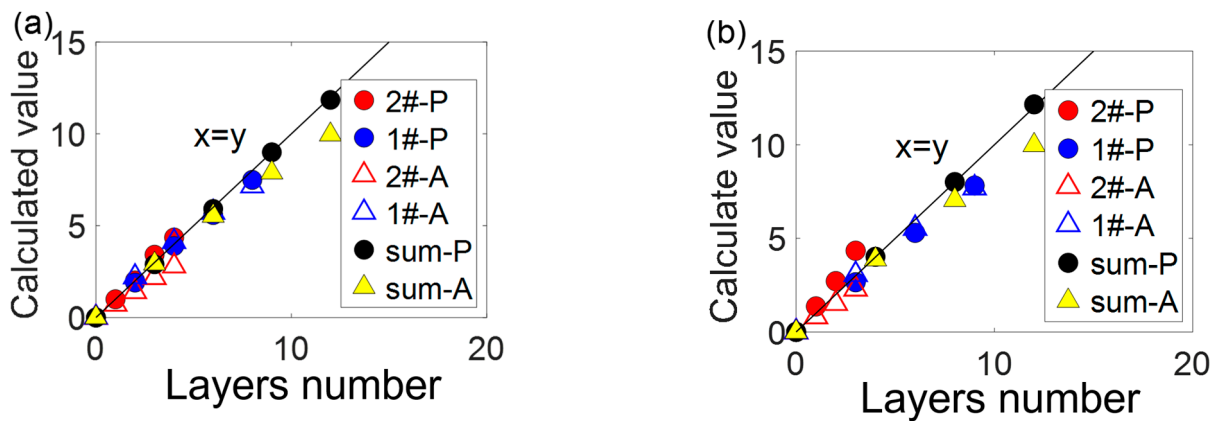 (a)
Calculated value
15
10
5
0
0
10
20
Layers number
x=y
2#-P
1#-P
2#-A
1#-A
sum-P
sum-A
(b)
Calculate value
15
10
5
0
0
10
20
Layers number
x=y
2#-P
1#-P
2#-A
1#-A
sum-P
sum-A